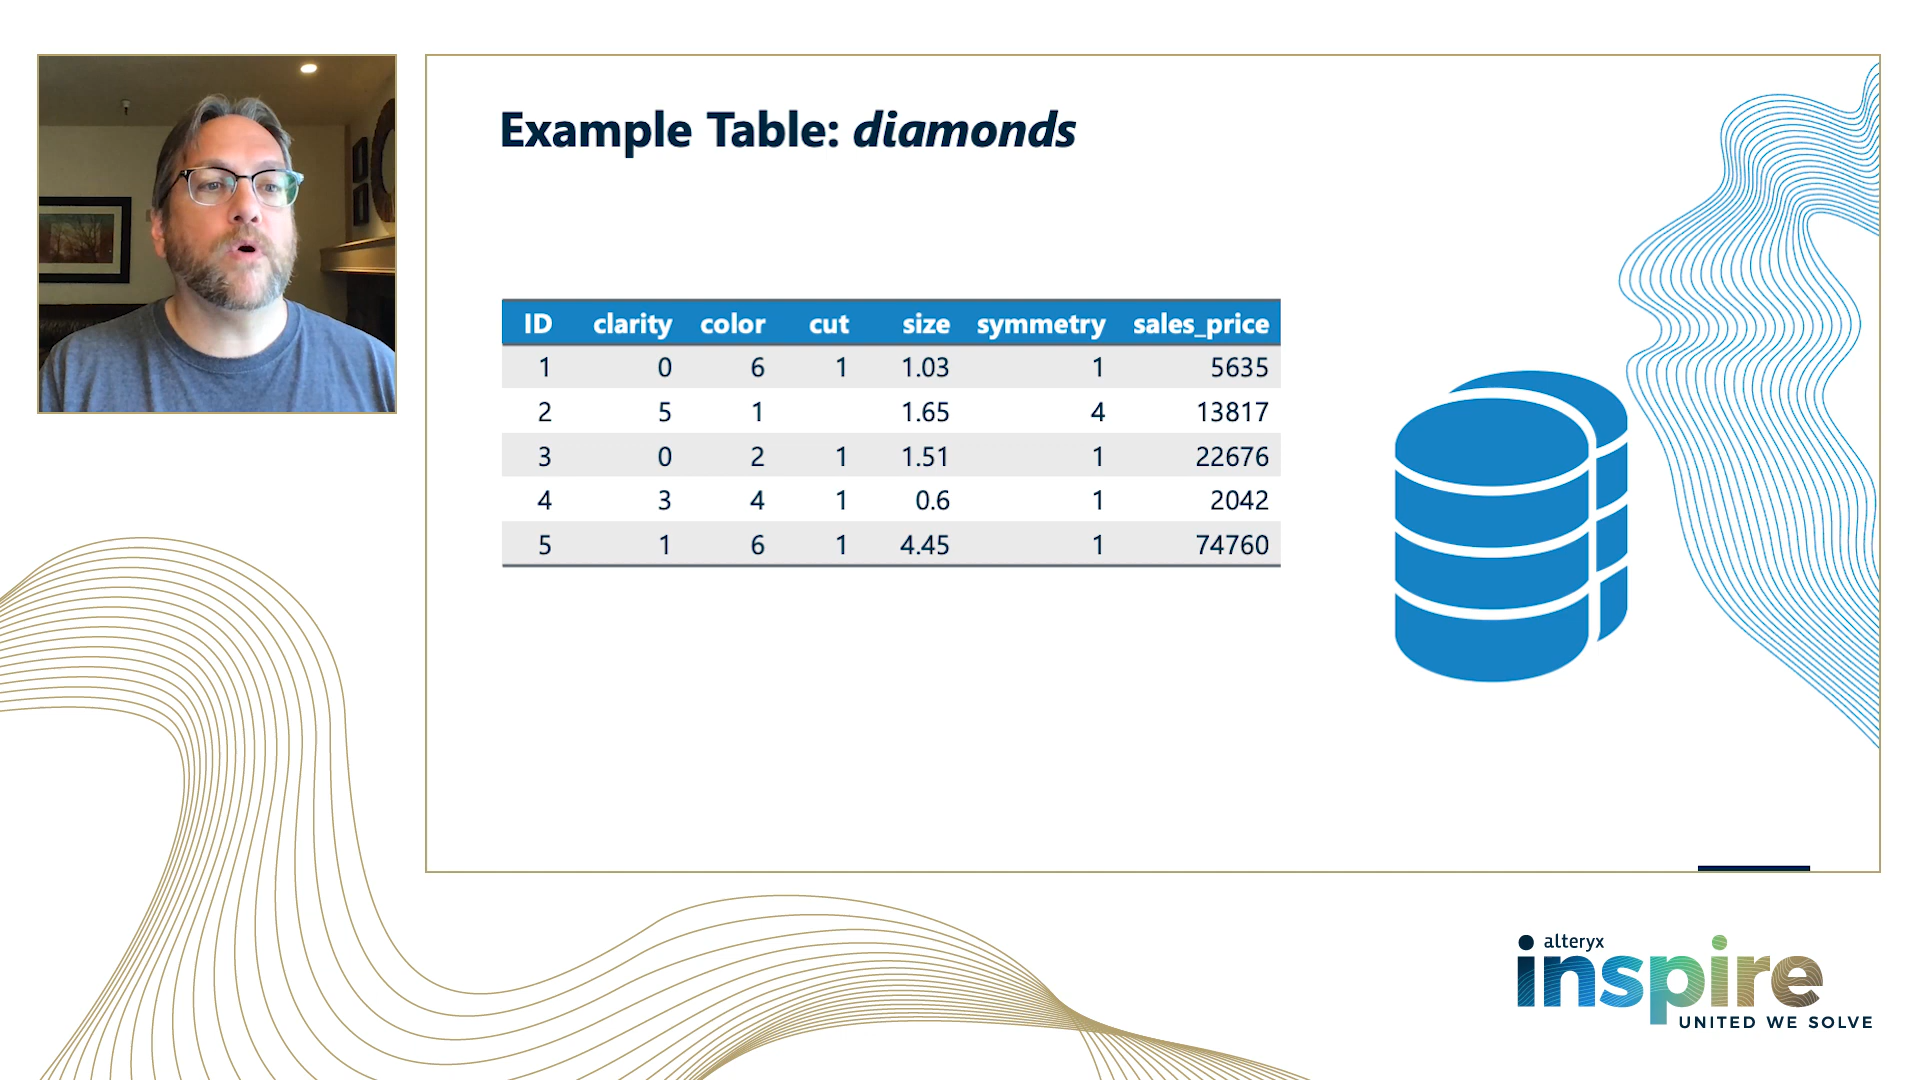 Example Table: diamonds
ID clarity color cut size symmetry sales_price
1 0 6 1 1.03 1 5635
2 5 1 1.65 4 13817
3 0 2 1 1.51 1 22676
4 3 4 1 0.6 1 2042
5 1 6 1 4.45 1 74760
alteryx
inspire
UNITED WE SOLVE